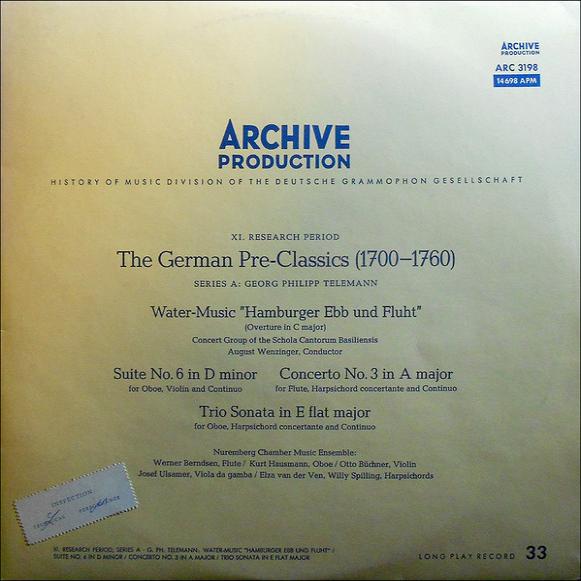 ARCHIVE
PRODUCTION
ARC 3198
14 698 APM
ARCHIVE
PRODUCTION
HISTORY OF MUSIC DIVISION OF THE DEUTSCHE GRAMMOPHON GESELLSCHAFT
XI. RESEARCH PERIOD
The German Pre-Classics (1700–1760)
SERIES A: GEORG PHILIPP TELEMANN
Water-Music "Hamburger Ebb und Fluht"
(Overture in C major)
Concert Group of the Schola Cantorum Basiliensis
August Wenzinger, Conductor
Suite No. 6 in D minor Concerto No. 3 in A major
for Oboe, Violin and Continuo for Flute, Harpsichord concertante and Continuo
Trio Sonata in E flat major
for Oboe, Harpsichord concertante and Continuo
Nuremberg Chamber Music Ensemble:
Werner Berndsen, Flute / Kurt Hausmann, Oboe / Otto Büchner, Violin
Josef Ulsamer, Viola da gamba / Elza van der Ven, Willy Spilling, Harpsichords
INSPECTION
XI. RESEARCH PERIOD; SERIES A - G. PH. TELEMANN: WATER-MUSIC "HAMBURGER EBB UND FLUHT" /
SUITE NO. 6 IN D MINOR / CONCERTO NO. 3 IN A MAJOR / TRIO SONATA IN E FLAT MAJOR
LONG PLAY RECORD 33